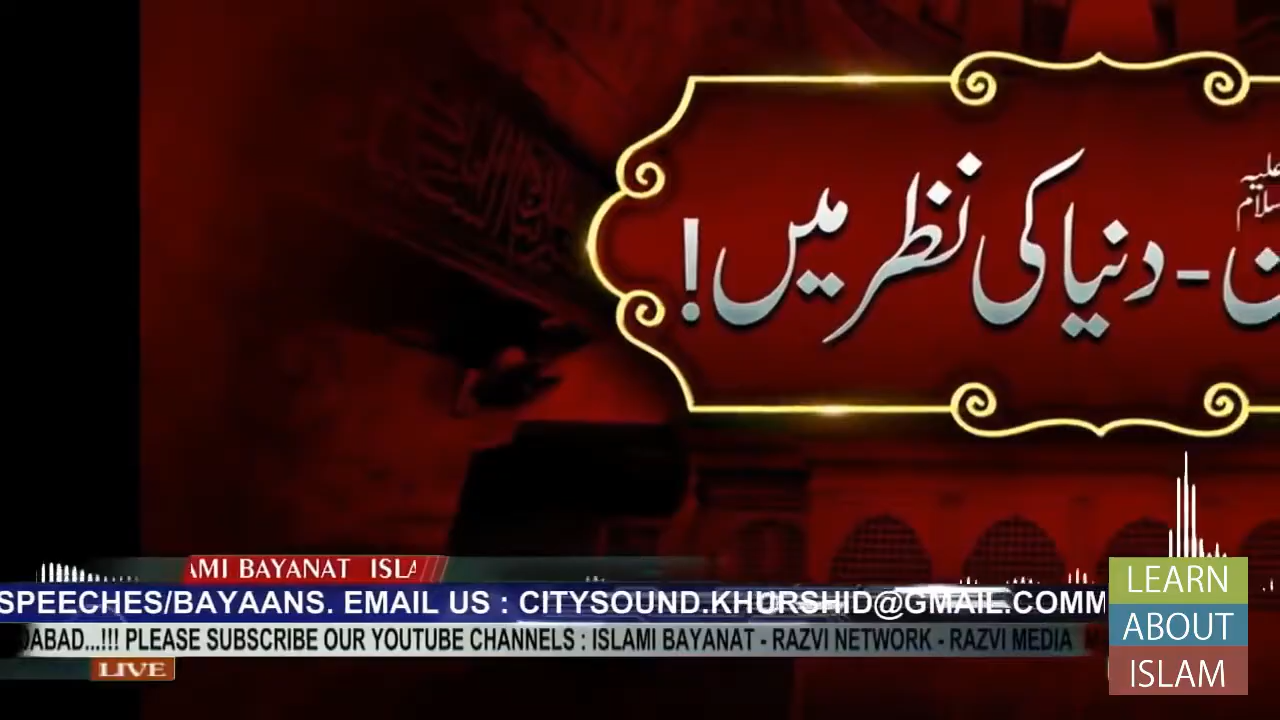 علیہ
دنیا کی نظر میں!
AMI BAYANAT ISLA
SPEECHES/BAYAANS. EMAIL US : CITYSOUND.KHURSHID@GMAIL.COMM
DABAD...!!! PLEASE SUBSCRIBE OUR YOUTUBE CHANNELS : ISLAMI BAYANAT - RAZVI NETWORK - RAZVI MEDIA
LIVE
LEARN
ABOUT
ISLAM